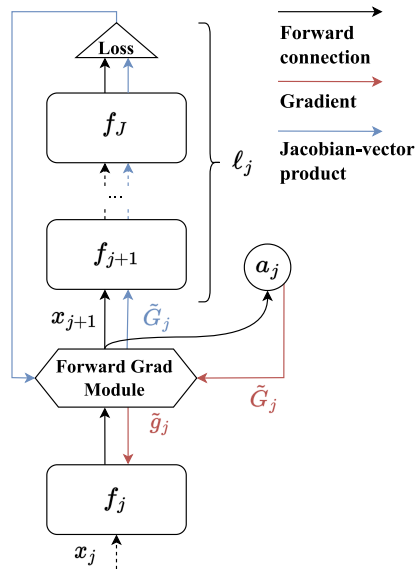 Loss
Forward
connection
Gradient
Jacobian-vector
product
f_J
ℓ_j
...
f_{j+1}
a_j
x_{j+1}
G̃_j
Forward Grad
Module
G̃_j
g̃_j
f_j
x_j